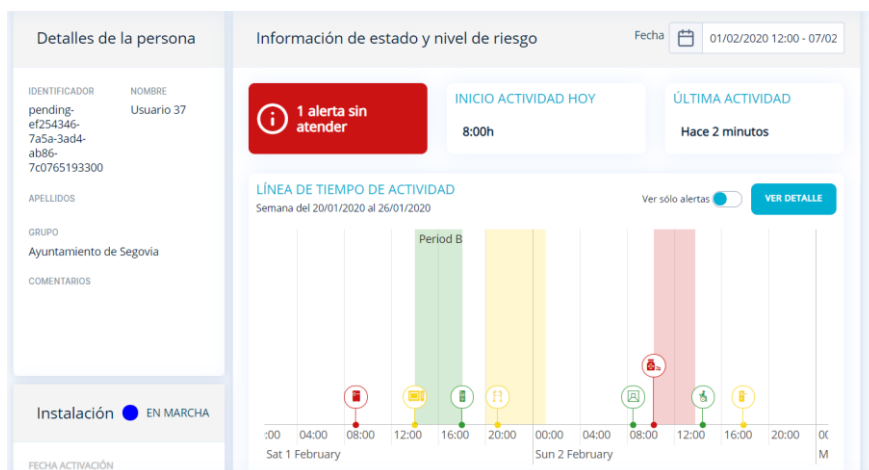 Detalles de la persona
IDENTIFICADOR
NOMBRE
pending-
ef254346-
7a5a-3ad4-
ab86-
7c0765193300
Usuario 37
APELLIDOS
GRUPO
Ayuntamiento de Segovia
COMENTARIOS
Instalación EN MARCHA
FECHA ACTIVACIÓN
Información de estado y nivel de riesgo
Fecha 01/02/2020 12:00 - 07/02
1 alerta sin
atender
INICIO ACTIVIDAD HOY
8:00h
ÚLTIMA ACTIVIDAD
Hace 2 minutos
LÍNEA DE TIEMPO DE ACTIVIDAD
Semana del 20/01/2020 al 26/01/2020
Ver sólo alertas
VER DETALLE
Period B
:00 04:00 08:00 12:00 16:00 20:00 00:00 04:00 08:00 12:00 16:00 20:00 0(
Sat 1 February Sun 2 February M